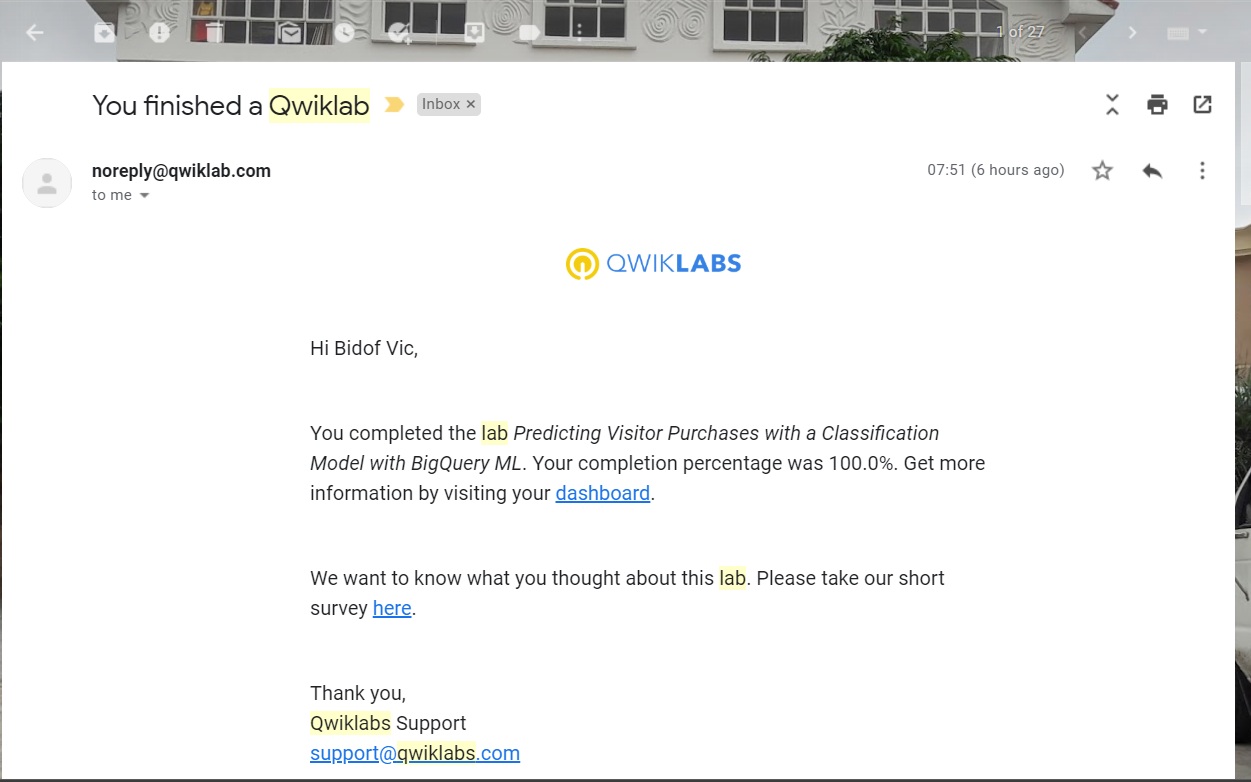 1 of 27
You finished a Qwiklab
Inbox ×
noreply@qwiklab.com
07:51 (6 hours ago)
to me
QWIKLABS
Hi Bidof Vic,
You completed the lab Predicting Visitor Purchases with a Classification
Model with BigQuery ML. Your completion percentage was 100.0%. Get more
information by visiting your dashboard.
We want to know what you thought about this lab. Please take our short
survey here.
Thank you,
Qwiklabs Support
support@qwiklabs.com